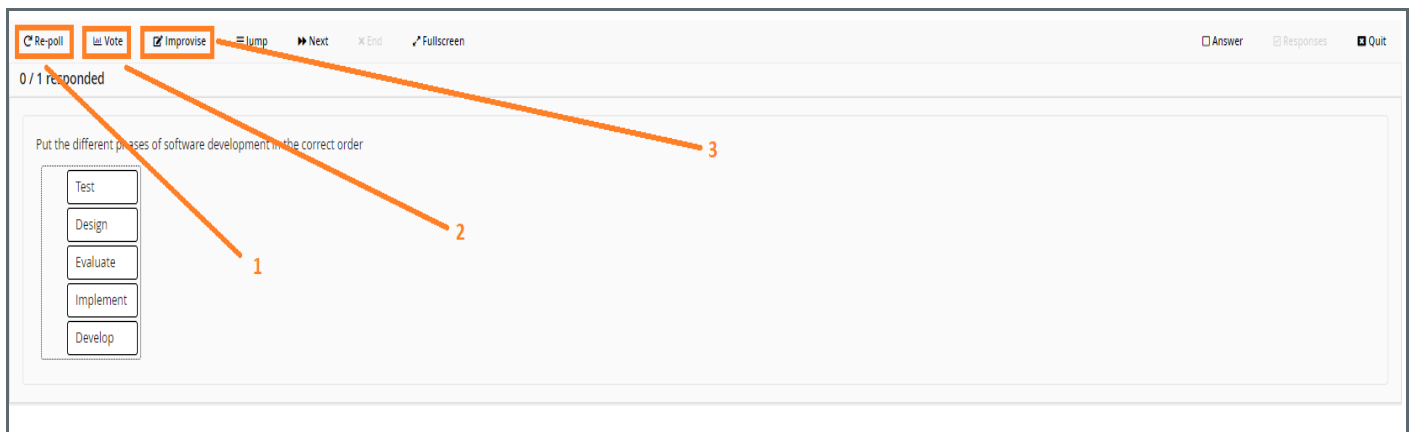 Re-poll Vote Improvise Jump Next End Fullscreen Answer Responses Quit
0 / 1 responded
Put the different phases of software development in the correct order
3
Test
Design
2
Evaluate
1
Implement
Develop